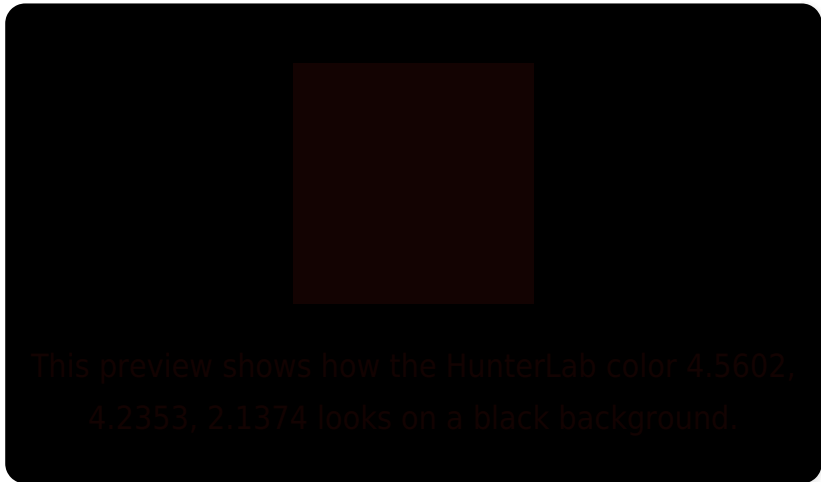 This preview shows how the HunterLab color 4.5602,
4.2353, 2.1374 looks on a black background.